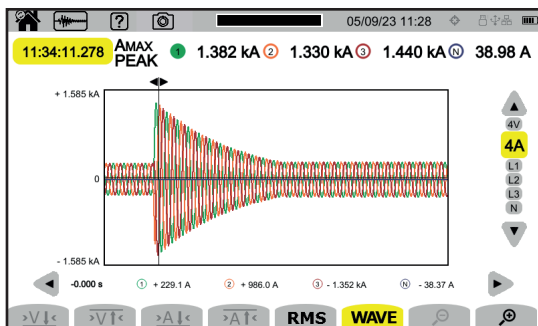 ?
05/09/23 11:28
11:34:11.278 AMAX PEAK 1 1.382 kA 2 1.330 kA 3 1.440 kA N 38.98 A
+ 1.585 kA
4V
4A
0
L1
L2
L3
N
- 1.585 kA
-0.000 s 1 + 229.1 A 2 + 986.0 A 3 - 1.352 kA N - 38.37 A
>V↓< >V↑< >A↓< >A↑< RMS WAVE